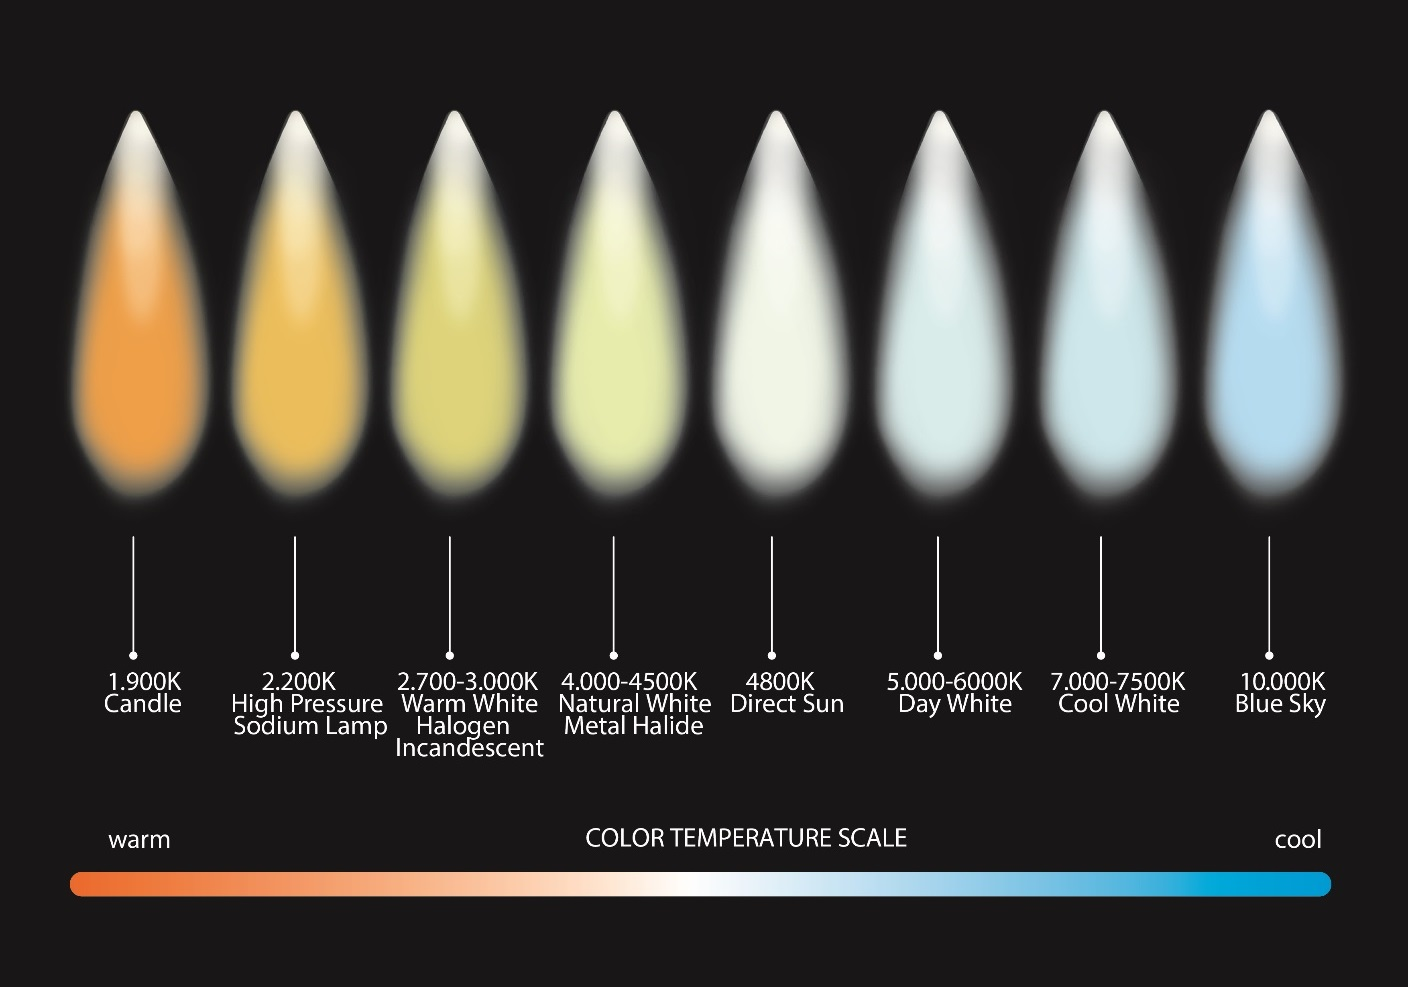 1.900K
Candle
2.200K
High Pressure
Sodium Lamp
2.700-3.000K
Warm White
Halogen
Incandescent
4.000-4500K
Natural White
Metal Halide
4800K
Direct Sun
5.000-6000K
Day White
7.000-7500K
Cool White
10.000K
Blue Sky
warm
COLOR TEMPERATURE SCALE
cool